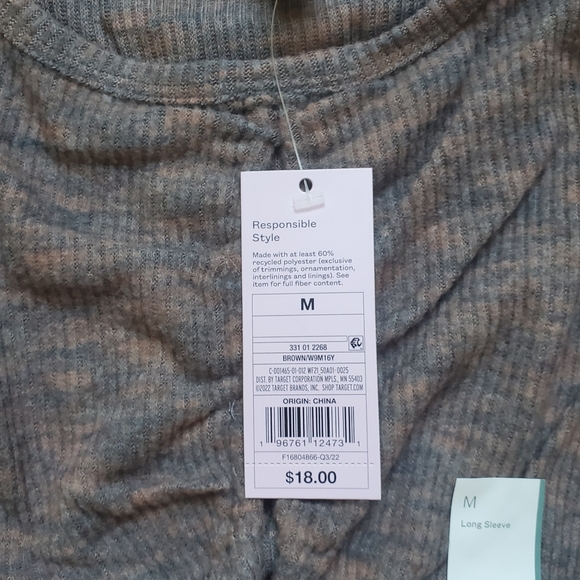 Responsible
Style
Made with at least 60%
recycled polyester (exclusive
of trimmings, ornamentation,
interlinings and linings). See
item for full fiber content.
M
331 01 2268
BROWN/W9M16Y
C-001465-01-012 WF21_50A01-0025
DIST. BY TARGET CORPORATION MPLS., MN 55403
©2022 TARGET BRANDS, INC. SHOP TARGET.COM
ORIGIN: CHINA
1 96761 12473 1
F16804866-Q3/22
$18.00
M
Long Sleeve